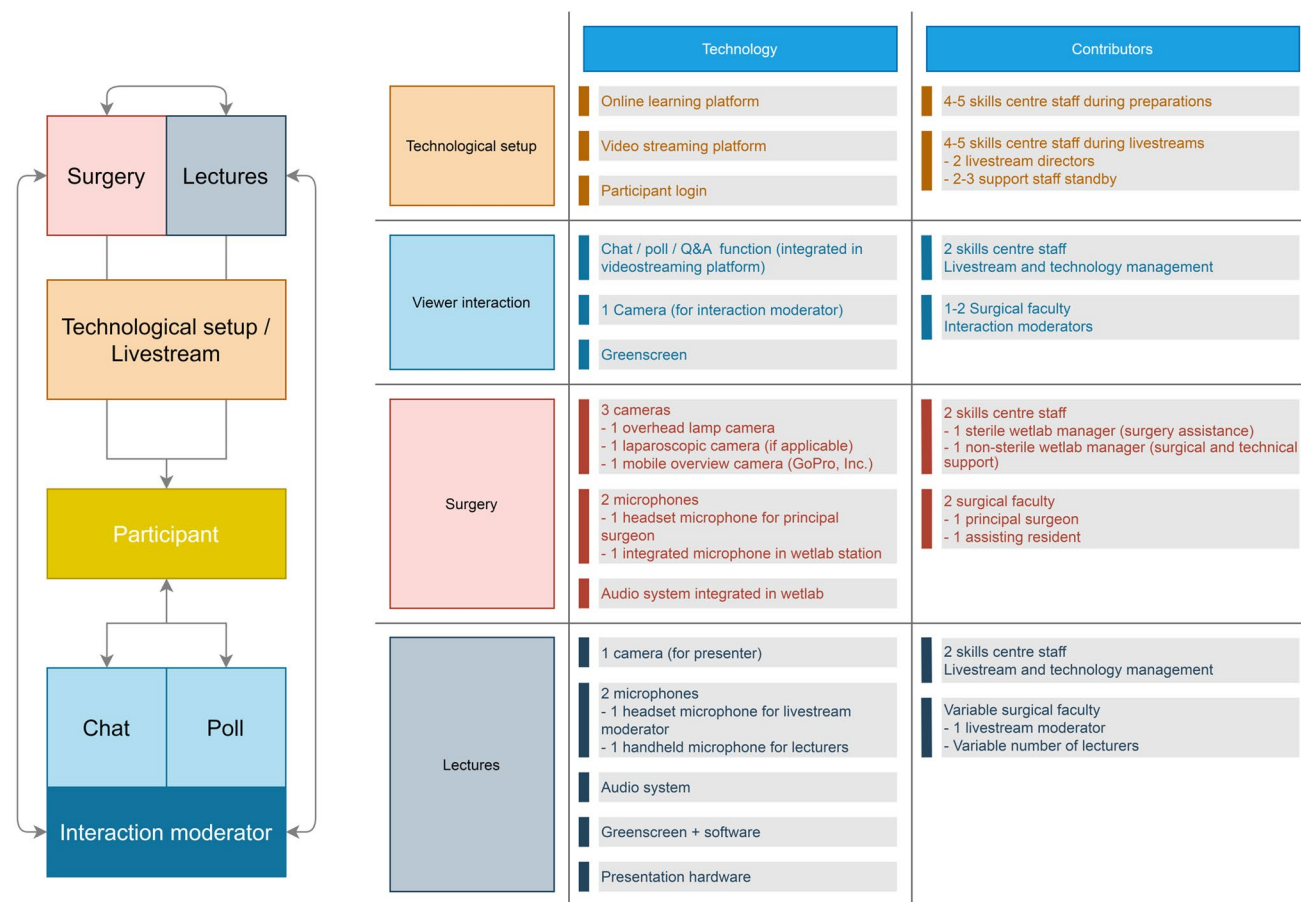 Surgery
Lectures
Technological setup /
Livestream
Participant
Chat
Poll
Interaction moderator
Technology
Contributors
Technological setup
Online learning platform
Video streaming platform
Participant login
4-5 skills centre staff during preparations
4-5 skills centre staff during livestreams
- 2 livestream directors
- 2-3 support staff standby
Viewer interaction
Chat / poll / Q&A function (integrated in
videostreaming platform)
1 Camera (for interaction moderator)
Greenscreen
2 skills centre staff
Livestream and technology management
1-2 Surgical faculty
Interaction moderators
Surgery
3 cameras
- 1 overhead lamp camera
- 1 laparoscopic camera (if applicable)
- 1 mobile overview camera (GoPro, Inc.)
2 microphones
- 1 headset microphone for principal
surgeon
- 1 integrated microphone in wetlab station
Audio system integrated in wetlab
2 skills centre staff
- 1 sterile wetlab manager (surgery assistance)
- 1 non-sterile wetlab manager (surgical and technical
support)
2 surgical faculty
- 1 principal surgeon
- 1 assisting resident
Lectures
1 camera (for presenter)
2 microphones
- 1 headset microphone for livestream
moderator
- 1 handheld microphone for lecturers
Audio system
Greenscreen + software
Presentation hardware
2 skills centre staff
Livestream and technology management
Variable surgical faculty
- 1 livestream moderator
- Variable number of lecturers